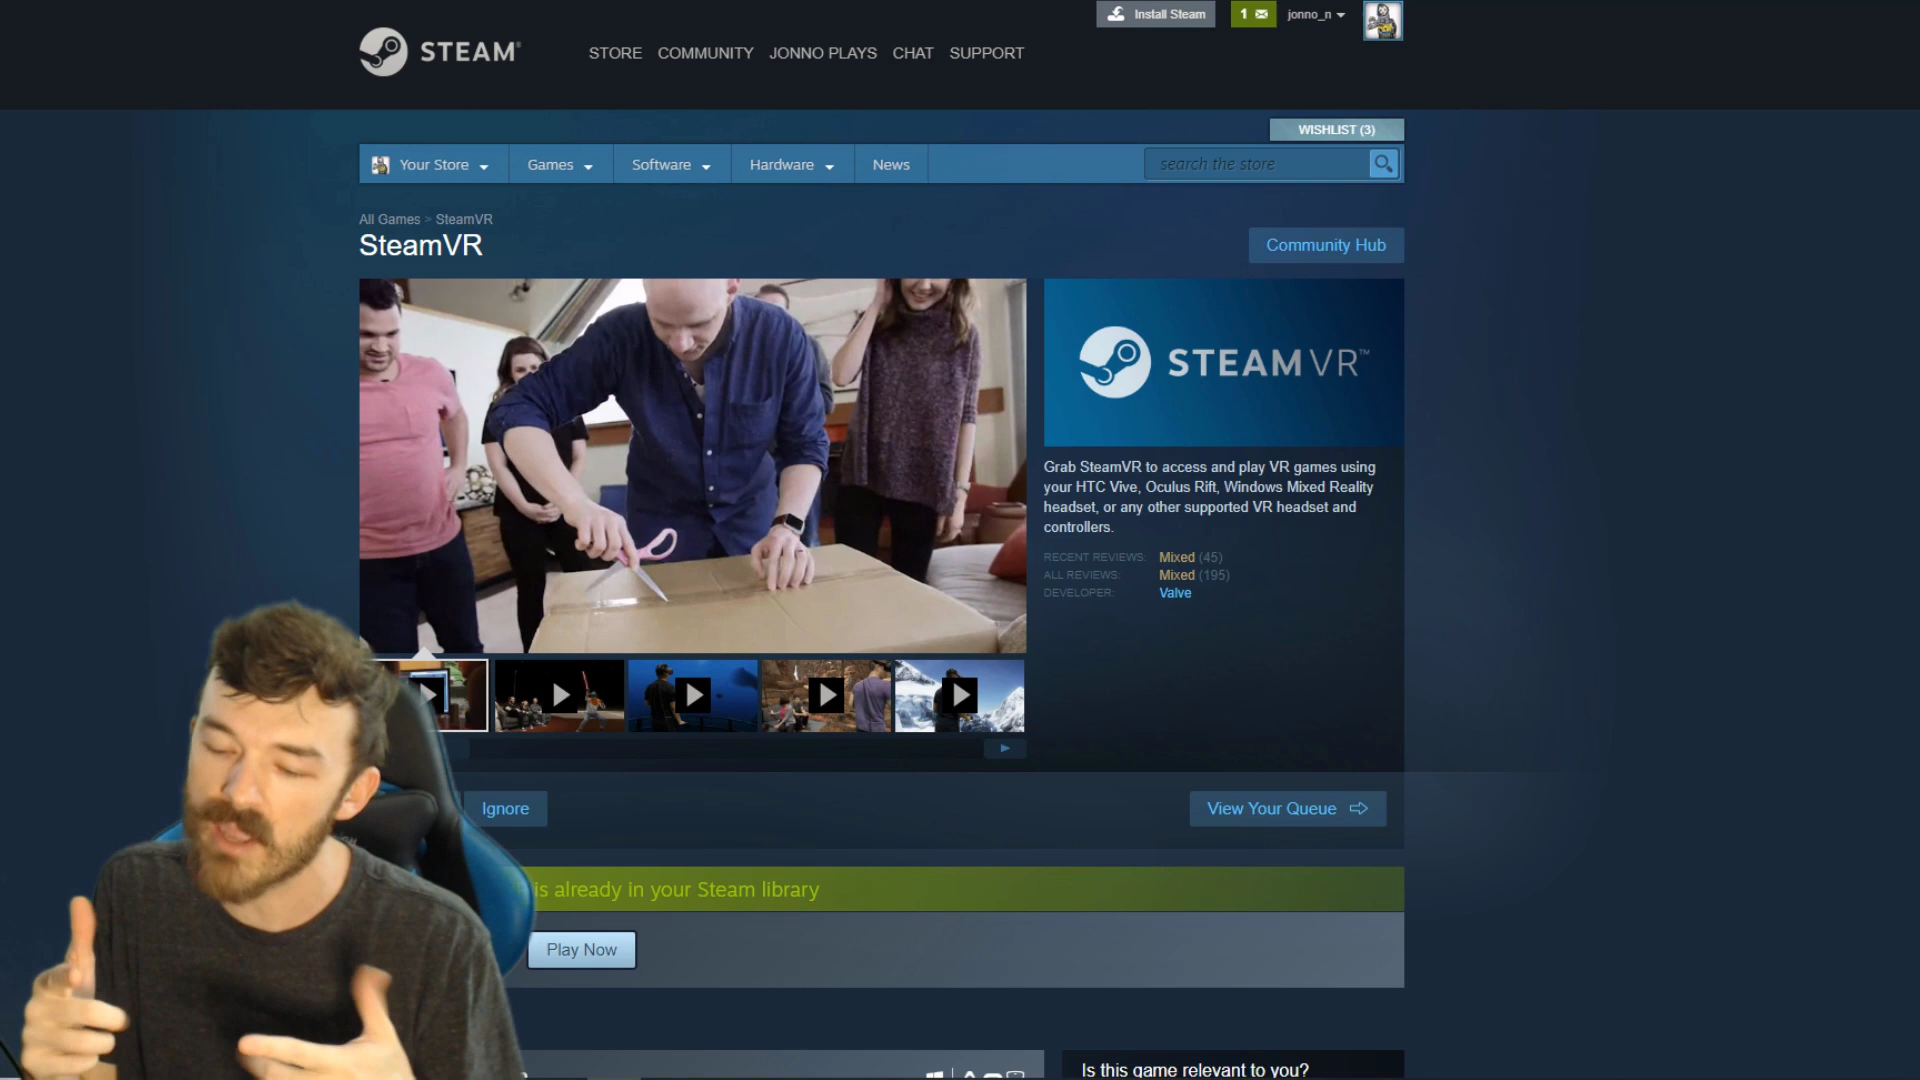 Install Steam
1
jonno_n
STEAM®
STORE COMMUNITY JONNO PLAYS CHAT SUPPORT
WISHLIST (3)
Your Store Games Software Hardware News
search the store
All Games > SteamVR
SteamVR
Community Hub
STEAM VR™
Grab SteamVR to access and play VR games using
your HTC Vive, Oculus Rift, Windows Mixed Reality
headset, or any other supported VR headset and
controllers.
RECENT REVIEWS: Mixed (45)
ALL REVIEWS: Mixed (195)
DEVELOPER: Valve
Ignore
View Your Queue
is already in your Steam library
Play Now
Is this game relevant to you?